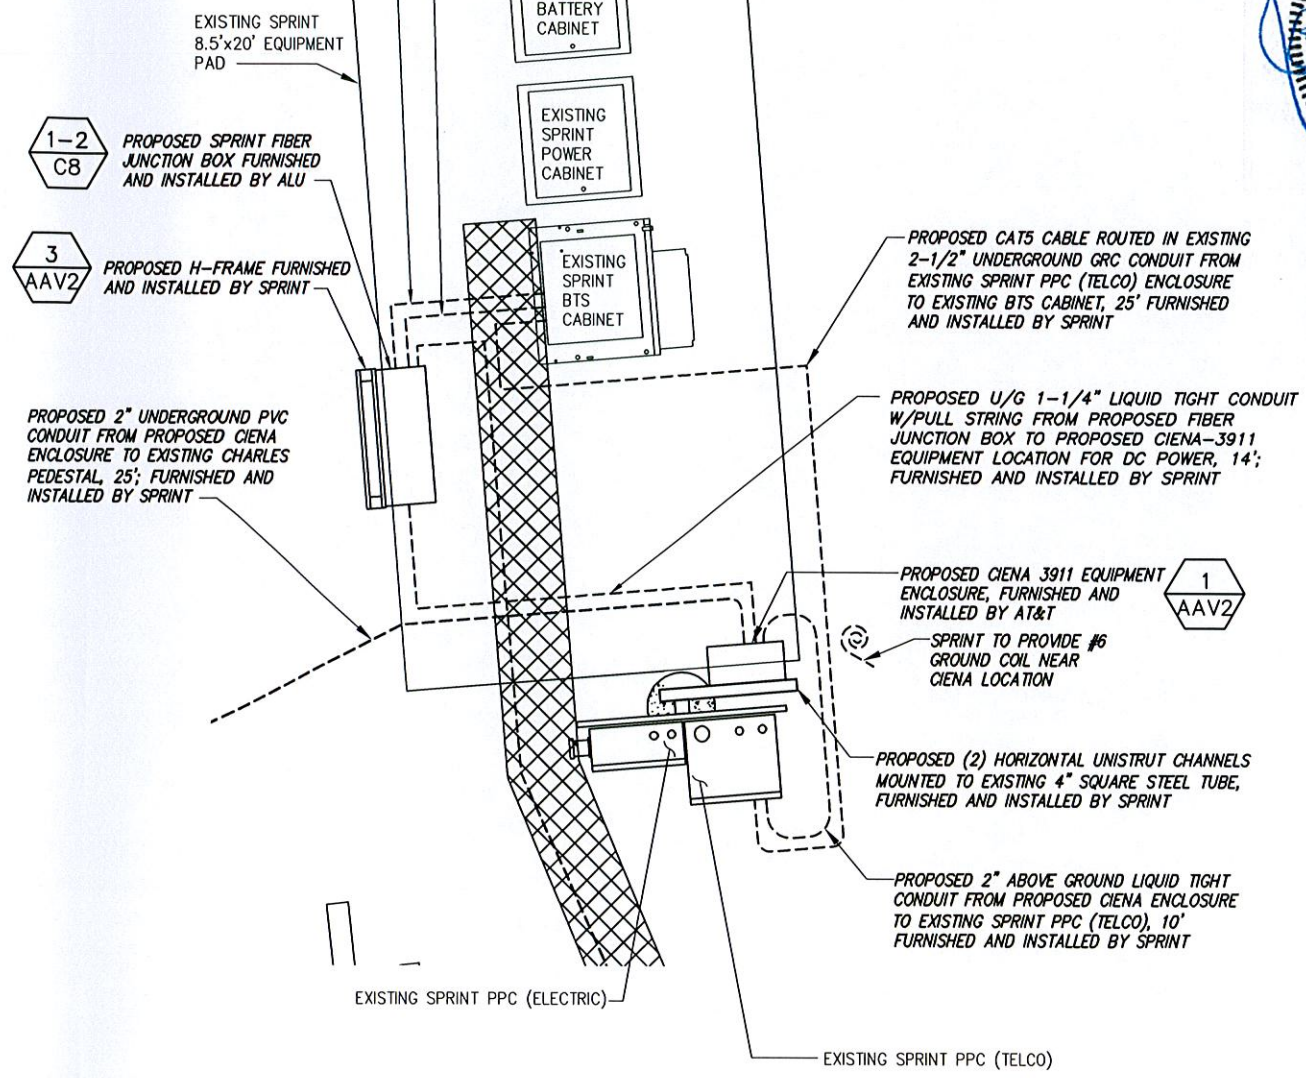 BATTERY
CABINET
EXISTING SPRINT
8.5'x20' EQUIPMENT
PAD
EXISTING
SPRINT
POWER
CABINET
1-2
C8
PROPOSED SPRINT FIBER
JUNCTION BOX FURNISHED
AND INSTALLED BY ALU
3
AAV2
PROPOSED H-FRAME FURNISHED
AND INSTALLED BY SPRINT
EXISTING
SPRINT
BTS
CABINET
PROPOSED CAT5 CABLE ROUTED IN EXISTING
2-1/2" UNDERGROUND GRC CONDUIT FROM
EXISTING SPRINT PPC (TELCO) ENCLOSURE
TO EXISTING BTS CABINET, 25' FURNISHED
AND INSTALLED BY SPRINT
PROPOSED 2" UNDERGROUND PVC
CONDUIT FROM PROPOSED CIENA
ENCLOSURE TO EXISTING CHARLES
PEDESTAL, 25'; FURNISHED AND
INSTALLED BY SPRINT
PROPOSED U/G 1-1/4" LIQUID TIGHT CONDUIT
W/PULL STRING FROM PROPOSED FIBER
JUNCTION BOX TO PROPOSED CIENA-3911
EQUIPMENT LOCATION FOR DC POWER, 14';
FURNISHED AND INSTALLED BY SPRINT
PROPOSED CIENA 3911 EQUIPMENT
ENCLOSURE, FURNISHED AND
INSTALLED BY AT&T
1
AAV2
SPRINT TO PROVIDE #6
GROUND COIL NEAR
CIENA LOCATION
PROPOSED (2) HORIZONTAL UNISTRUT CHANNELS
MOUNTED TO EXISTING 4" SQUARE STEEL TUBE,
FURNISHED AND INSTALLED BY SPRINT
PROPOSED 2" ABOVE GROUND LIQUID TIGHT
CONDUIT FROM PROPOSED CIENA ENCLOSURE
TO EXISTING SPRINT PPC (TELCO), 10'
FURNISHED AND INSTALLED BY SPRINT
EXISTING SPRINT PPC (ELECTRIC)
EXISTING SPRINT PPC (TELCO)